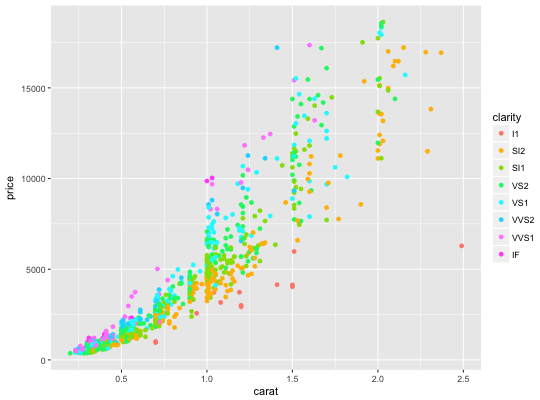 15000
10000
5000
0
price
0.5 1.0 1.5 2.0 2.5
carat
clarity
I1
SI2
SI1
VS2
VS1
VVS2
VVS1
IF